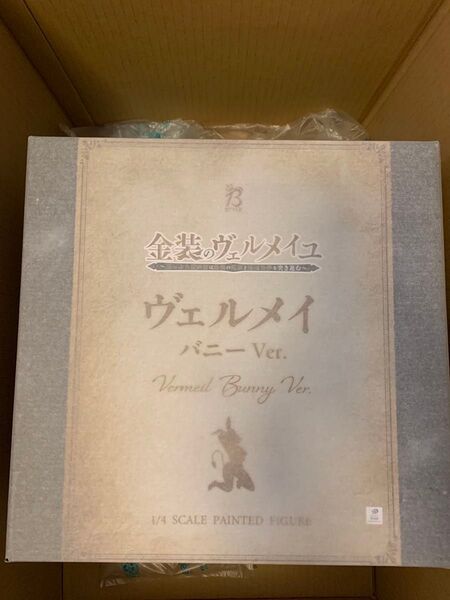 金装のヴェルメイユ
ヴェルメイ
バニーVer.
Vermeil Bunny Ver.
1/4 SCALE PAINTED FIGURE